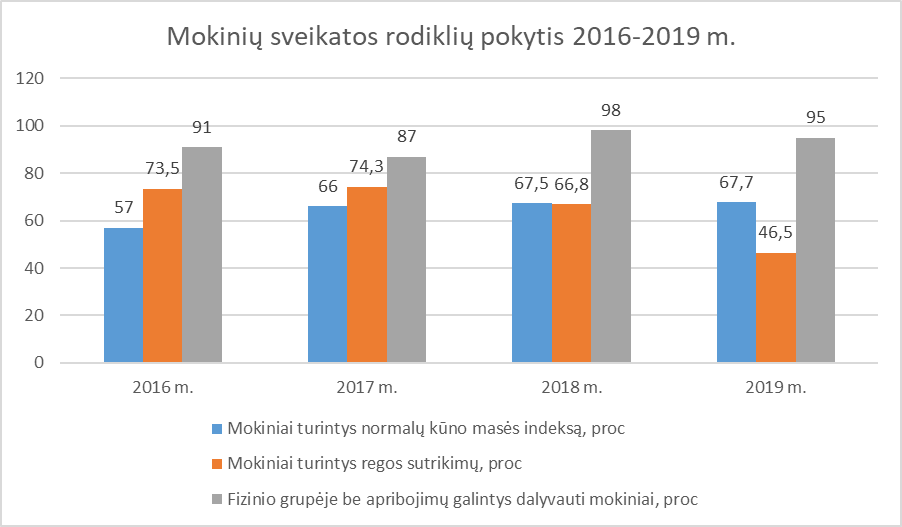 Mokinių sveikatos rodiklių pokytis 2016-2019 m.
120
100
80
60
40
20
0
57
73,5
91
66
74,3
87
67,5
66,8
98
67,7
46,5
95
2016 m.
2017 m.
2018 m.
2019 m.
Mokiniai turintys normalų kūno masės indeksą, proc
Mokiniai turintys regos sutrikimų, proc
Fizinio grupėje be apribojimų galintys dalyvauti mokiniai, proc